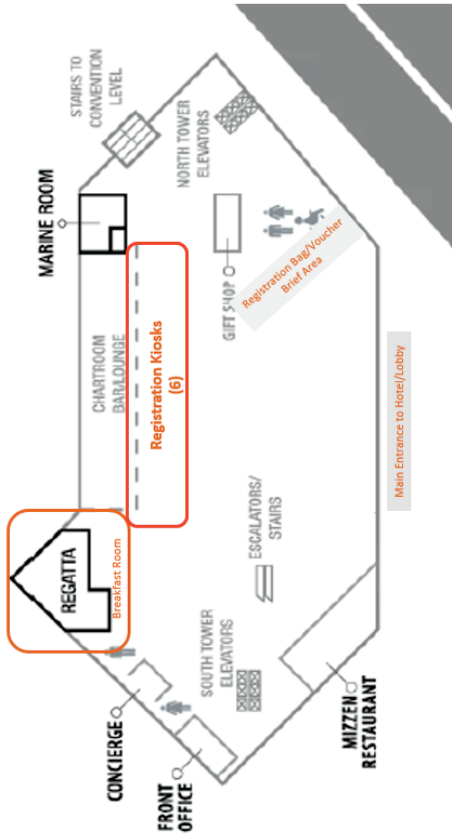 STAIRS TO
CONVENTION
LEVEL
NORTH TOWER
ELEVATORS
MARINE ROOM
GIFT SHOP
Registration Bag/Voucher
Brief Area
CHARTROOM
BAR/LOUNGE
Registration Kiosks
(6)
Main Entrance to Hotel/Lobby
REGATTA
Breakfast Room
ESCALATORS/
STAIRS
CONCIERGE
SOUTH TOWER
ELEVATORS
FRONT
OFFICE
MIZZEN
RESTAURANT